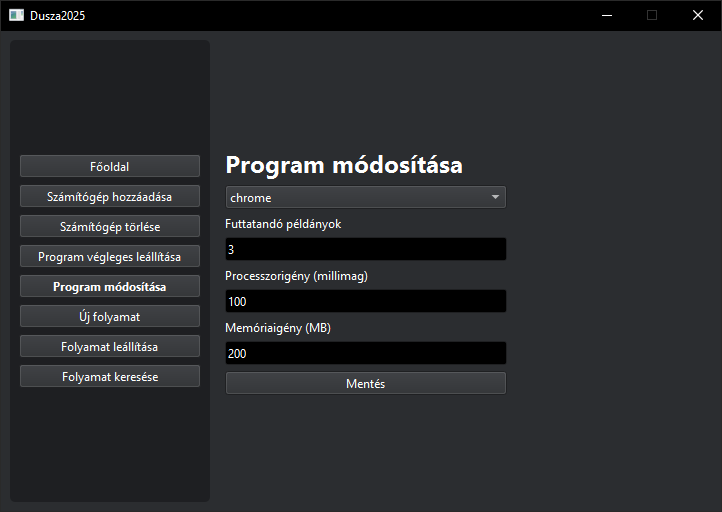 Dusza2025
Főoldal
Számítógép hozzáadása
Számítógép törlése
Program végleges leállítása
Program módosítása
Új folyamat
Folyamat leállítása
Folyamat keresése
Program módosítása
chrome
Futtatandó példányok
3
Processzorigény (millimag)
100
Memóriaigény (MB)
200
Mentés